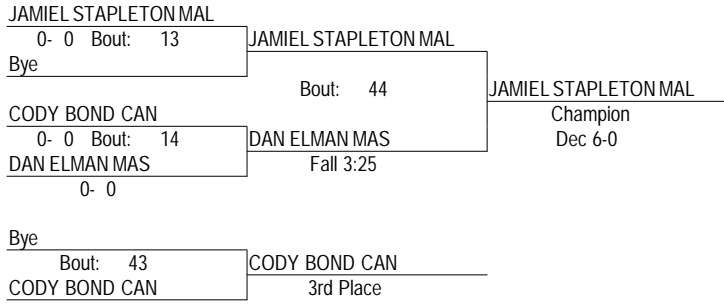 JAMIEL STAPLETON MAL
0- 0 Bout: 13 JAMIEL STAPLETON MAL
Bye
Bout: 44 JAMIEL STAPLETON MAL
CODY BOND CAN Champion
0- 0 Bout: 14 DAN ELMAN MAS Dec 6-0
DAN ELMAN MAS Fall 3:25
0- 0
Bye
Bout: 43 CODY BOND CAN
CODY BOND CAN 3rd Place